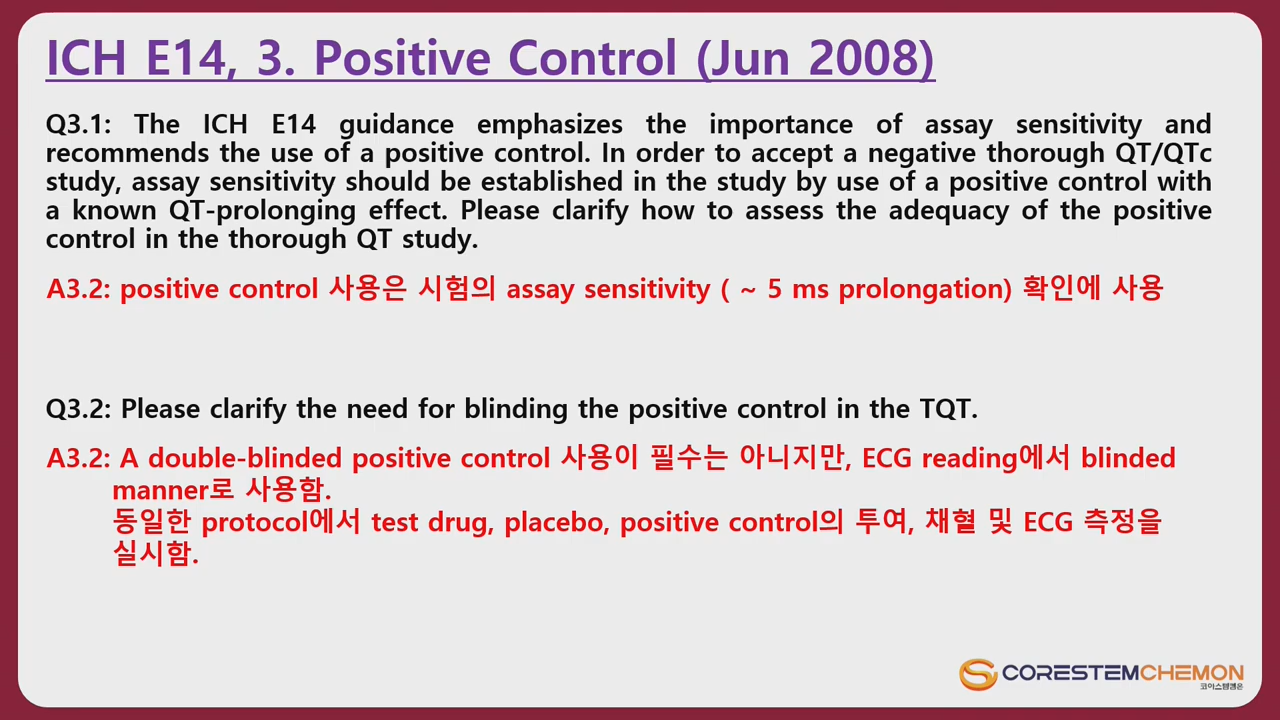 ICH E14, 3. Positive Control (Jun 2008)
Q3.1: The ICH E14 guidance emphasizes the importance of assay sensitivity and
recommends the use of a positive control. In order to accept a negative thorough QT/QTc
study, assay sensitivity should be established in the study by use of a positive control with
a known QT-prolonging effect. Please clarify how to assess the adequacy of the positive
control in the thorough QT study.
A3.2: positive control 사용은 시험의 assay sensitivity ( ~ 5 ms prolongation) 확인에 사용
Q3.2: Please clarify the need for blinding the positive control in the TQT.
A3.2: A double-blinded positive control 사용이 필수는 아니지만, ECG reading에서 blinded
manner로 사용함.
동일한 protocol에서 test drug, placebo, positive control의 투여, 채혈 및 ECG 측정을
실시함.
CORESTEMCHEMON
코아스템켐온